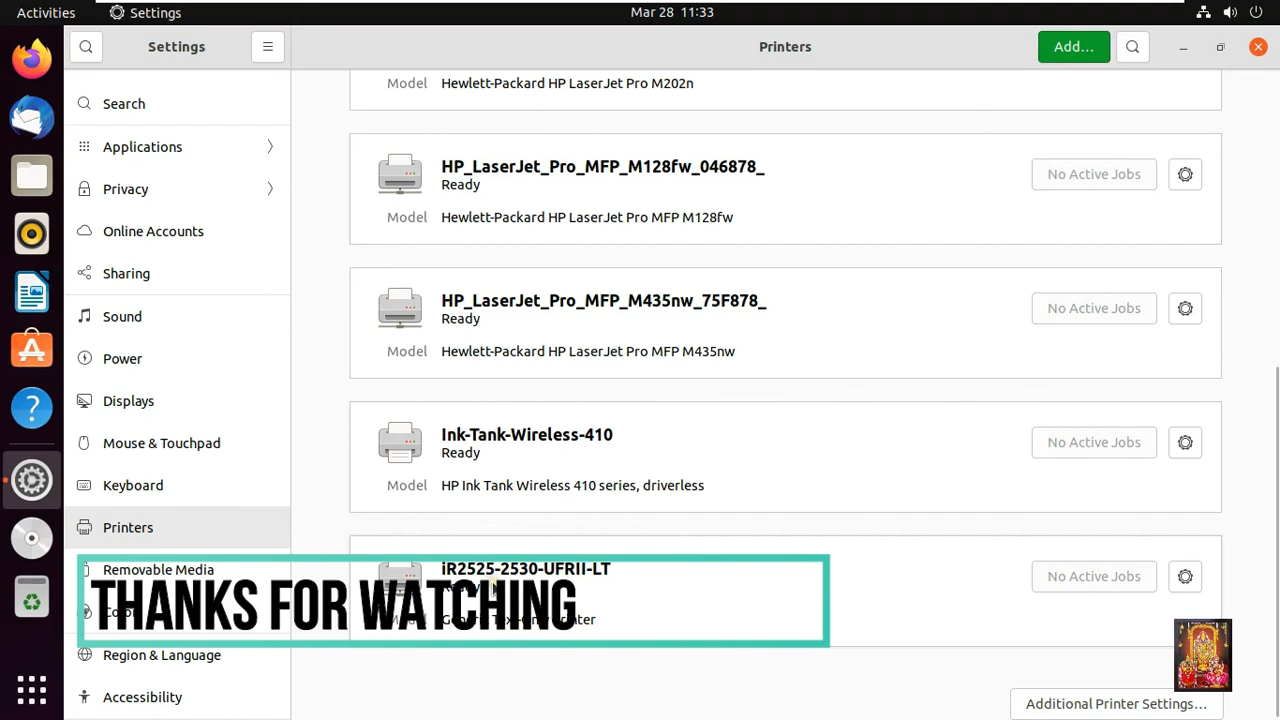 Activities
Settings
Mar 28 11:33
Settings
Printers
Add...
Search
Applications
Privacy
Online Accounts
Sharing
Sound
Power
Displays
Mouse & Touchpad
Keyboard
Printers
Removable Media
Region & Language
Accessibility
Model Hewlett-Packard HP LaserJet Pro M202n
HP_LaserJet_Pro_MFP_M128fw_046878_
Ready
No Active Jobs
Model Hewlett-Packard HP LaserJet Pro MFP M128fw
HP_LaserJet_Pro_MFP_M435nw_75F878_
Ready
No Active Jobs
Model Hewlett-Packard HP LaserJet Pro MFP M435nw
Ink-Tank-Wireless-410
Ready
No Active Jobs
Model HP Ink Tank Wireless 410 series, driverless
iR2525-2530-UFRII-LT
No Active Jobs
THANKS FOR WATCHING
Additional Printer Settings...